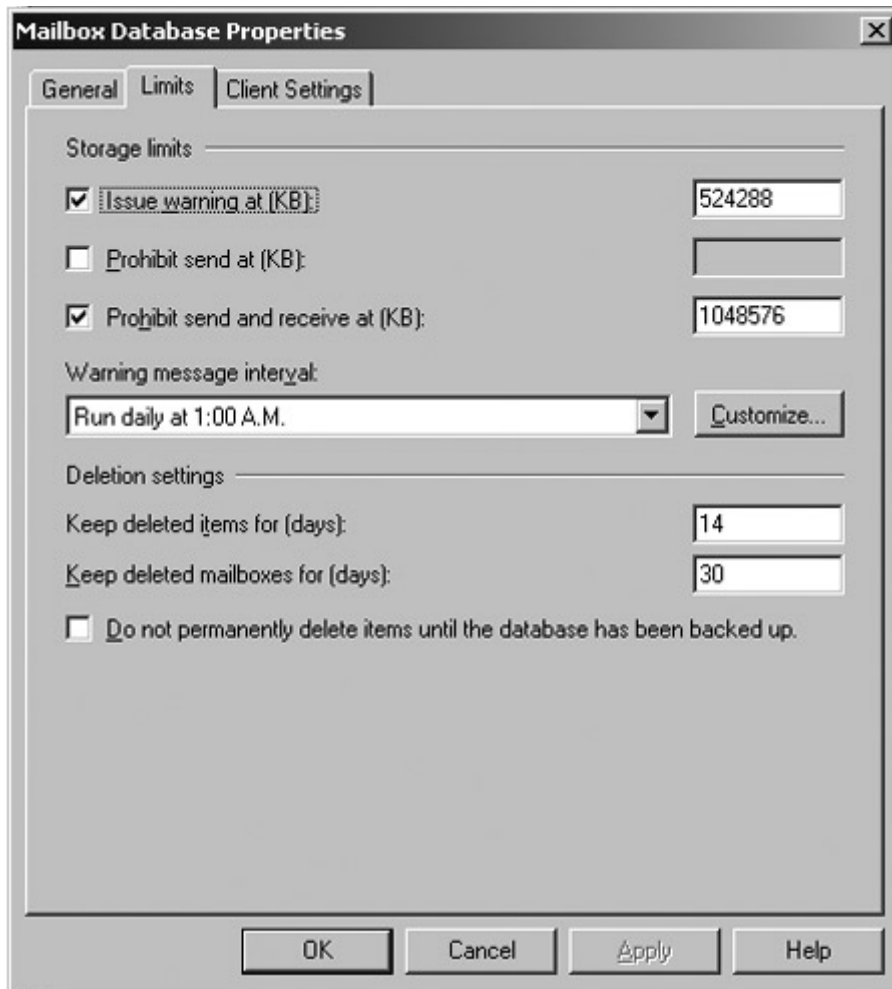 Mailbox Database Properties
General Limits Client Settings
Storage limits
Issue warning at (KB): 524288
Prohibit send at (KB):
Prohibit send and receive at (KB): 1048576
Warning message interval:
Run daily at 1:00 A.M. Customize...
Deletion settings
Keep deleted items for (days): 14
Keep deleted mailboxes for (days): 30
Do not permanently delete items until the database has been backed up.
OK Cancel Apply Help